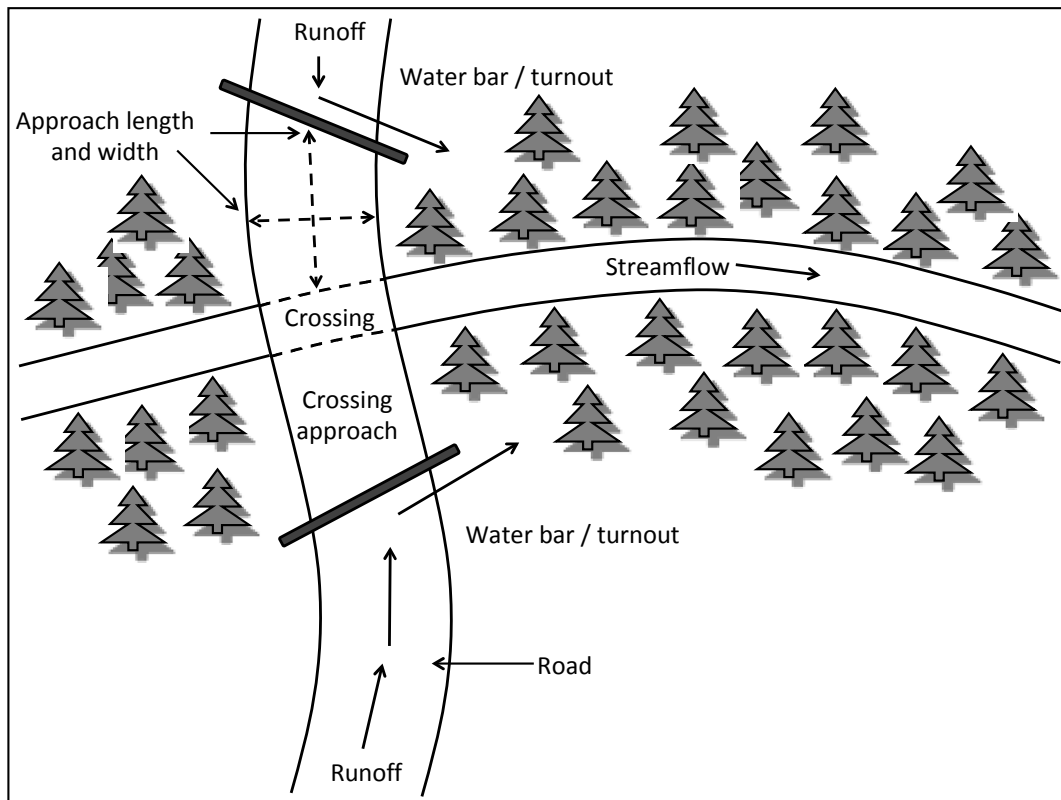 Runoff
Water bar / turnout
Approach length
and width
Streamflow
Crossing
Crossing
approach
Water bar / turnout
Road
Runoff